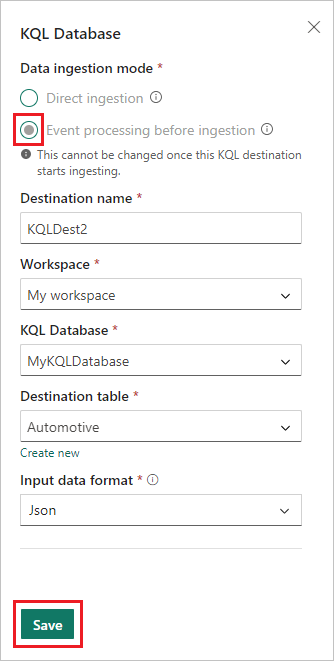 KQL Database
Data ingestion mode *
Direct ingestion
Event processing before ingestion
This cannot be changed once this KQL destination
starts ingesting.
Destination name *
KQLDest2
Workspace *
My workspace
KQL Database *
MyKQLDatabase
Destination table *
Automotive
Create new
Input data format *
Json
Save